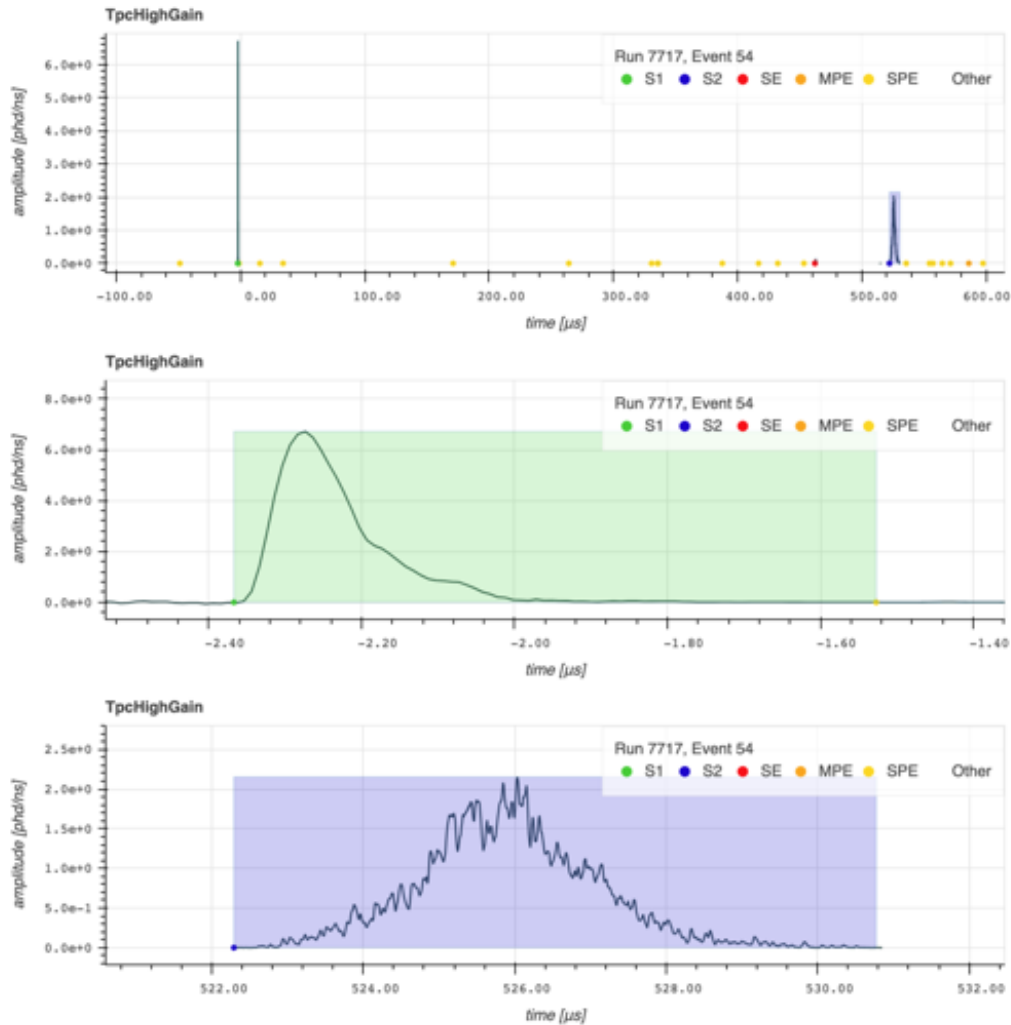 TpcHighGain
amplitude [phd/ns]
6.0e+0
5.0e+0
4.0e+0
3.0e+0
2.0e+0
1.0e+0
0.0e+0
Run 7717, Event 54
S1 S2 SE MPE SPE Other
-100.00 0.00 100.00 200.00 300.00 400.00 500.00 600.00
time [μs]
TpcHighGain
amplitude [phd/ns]
8.0e+0
6.0e+0
4.0e+0
2.0e+0
0.0e+0
Run 7717, Event 54
S1 S2 SE MPE SPE Other
-2.40 -2.20 -2.00 -1.80 -1.60 -1.40
time [μs]
TpcHighGain
amplitude [phd/ns]
2.5e+0
2.0e+0
1.5e+0
1.0e+0
5.0e-1
0.0e+0
Run 7717, Event 54
S1 S2 SE MPE SPE Other
522.00 524.00 526.00 528.00 530.00 532.00
time [μs]